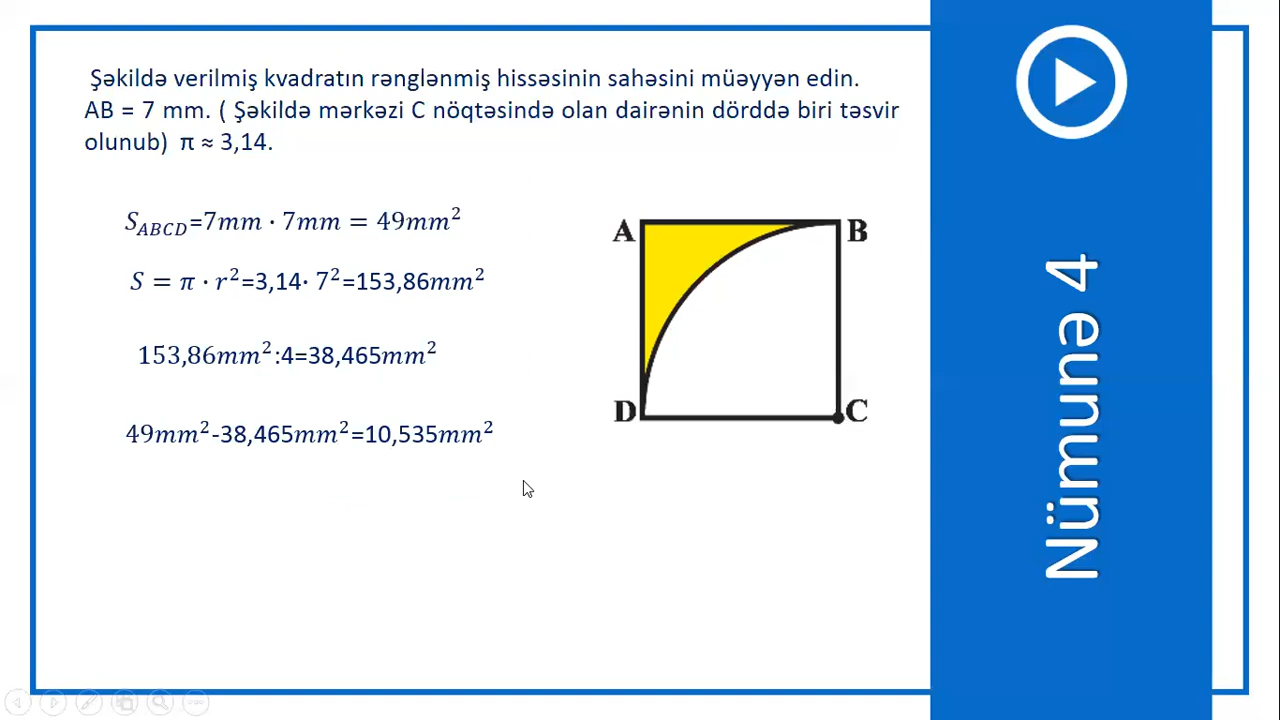 Şəkildə verilmiş kvadratın rənglənmiş hissəsinin sahəsini müəyyən edin.
AB = 7 mm. ( Şəkildə mərkəzi C nöqtəsində olan dairənin dörddə biri təsvir
olunub) π ≈ 3,14.
S_ABCD=7mm · 7mm = 49mm²
S = π · r²=3,14· 7²=153,86mm²
153,86mm²:4=38,465mm²
49mm²-38,465mm²=10,535mm²
A
B
D
C
Nümunə 4